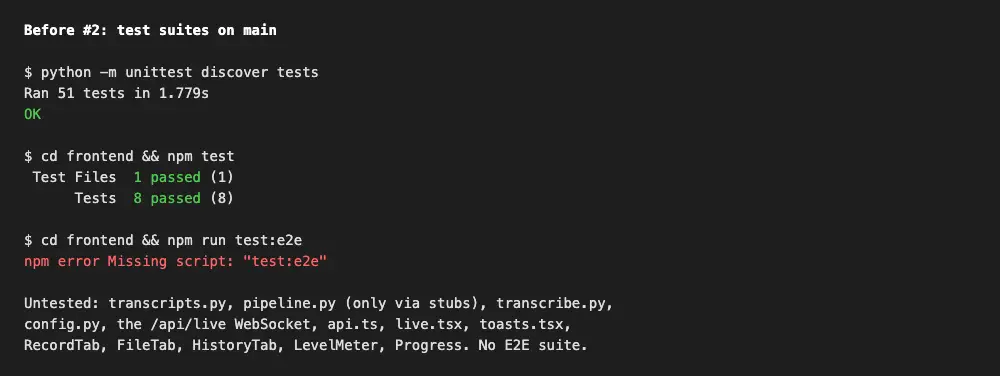 Before #2: test suites on main
$ python -m unittest discover tests
Ran 51 tests in 1.779s
OK
$ cd frontend && npm test
Test Files  1 passed (1)
Tests  8 passed (8)
$ cd frontend && npm run test:e2e
npm error Missing script: "test:e2e"
Untested: transcripts.py, pipeline.py (only via stubs), transcribe.py,
config.py, the /api/live WebSocket, api.ts, live.tsx, toasts.tsx,
RecordTab, FileTab, HistoryTab, LevelMeter, Progress. No E2E suite.